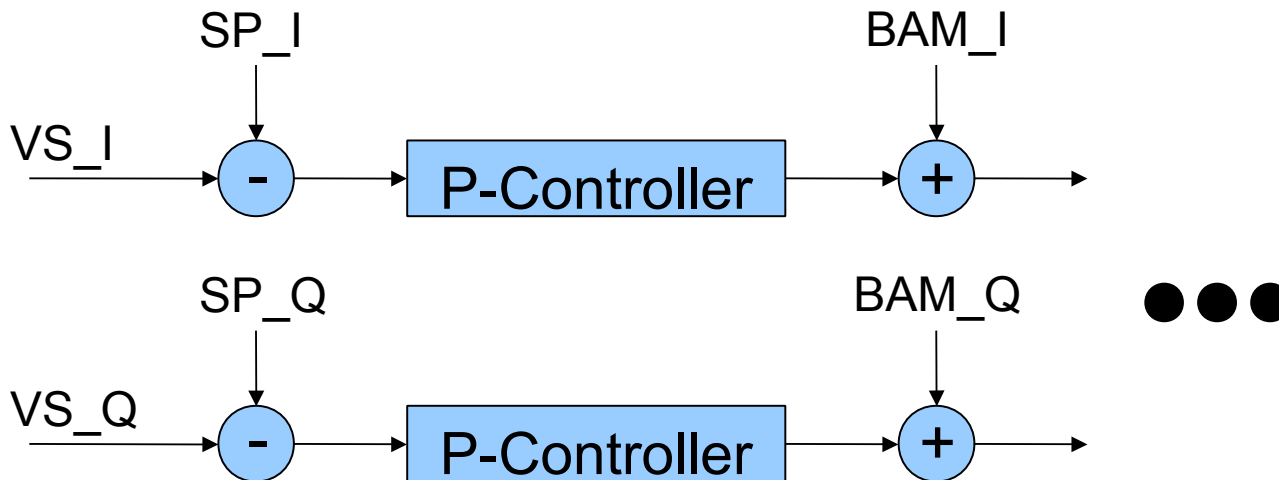 SP_I
BAM_I
VS_I
-
P-Controller
+
SP_Q
BAM_Q
VS_Q
-
P-Controller
+